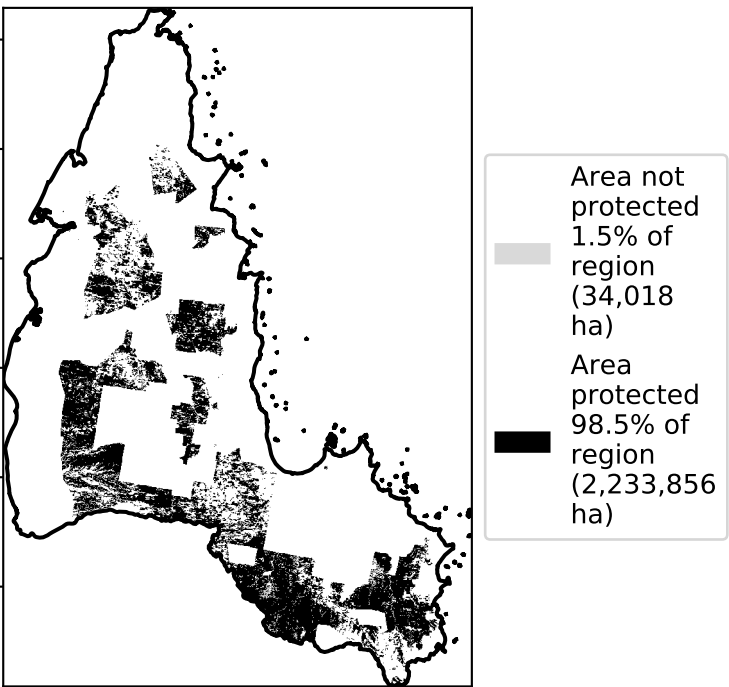 Area not
protected
1.5% of
region
(34,018
ha)
Area
protected
98.5% of
region
(2,233,856
ha)